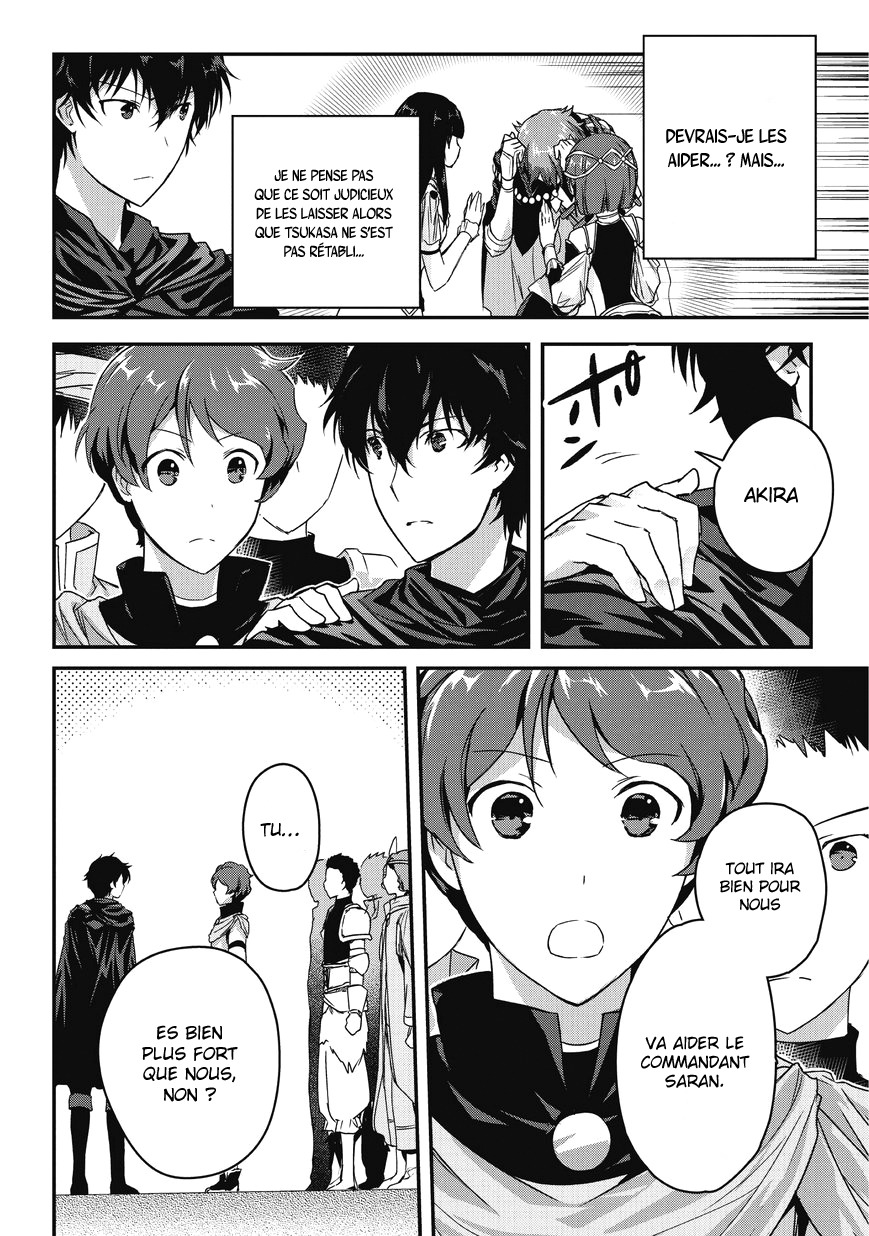 DEVRAIS-JE LES
AIDER... ? MAIS...
JE NE PENSE PAS
QUE CE SOIT JUDICIEUX
DE LES LAISSER ALORS
QUE TSUKASA NE S'EST
PAS RÉTABLI...
ポン
AKIRA
TOUT IRA
BIEN POUR
NOUS
VA AIDER LE
COMMANDANT
SARAN.
TU...
ES BIEN
PLUS FORT
QUE NOUS,
NON ?